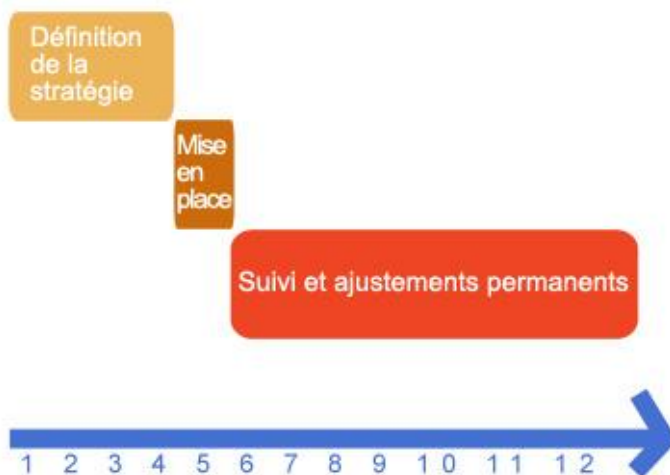 Définition
de la
stratégie
Mise
en
place
Suivi et ajustements permanents
1 2 3 4 5 6 7 8 9 10 11 12